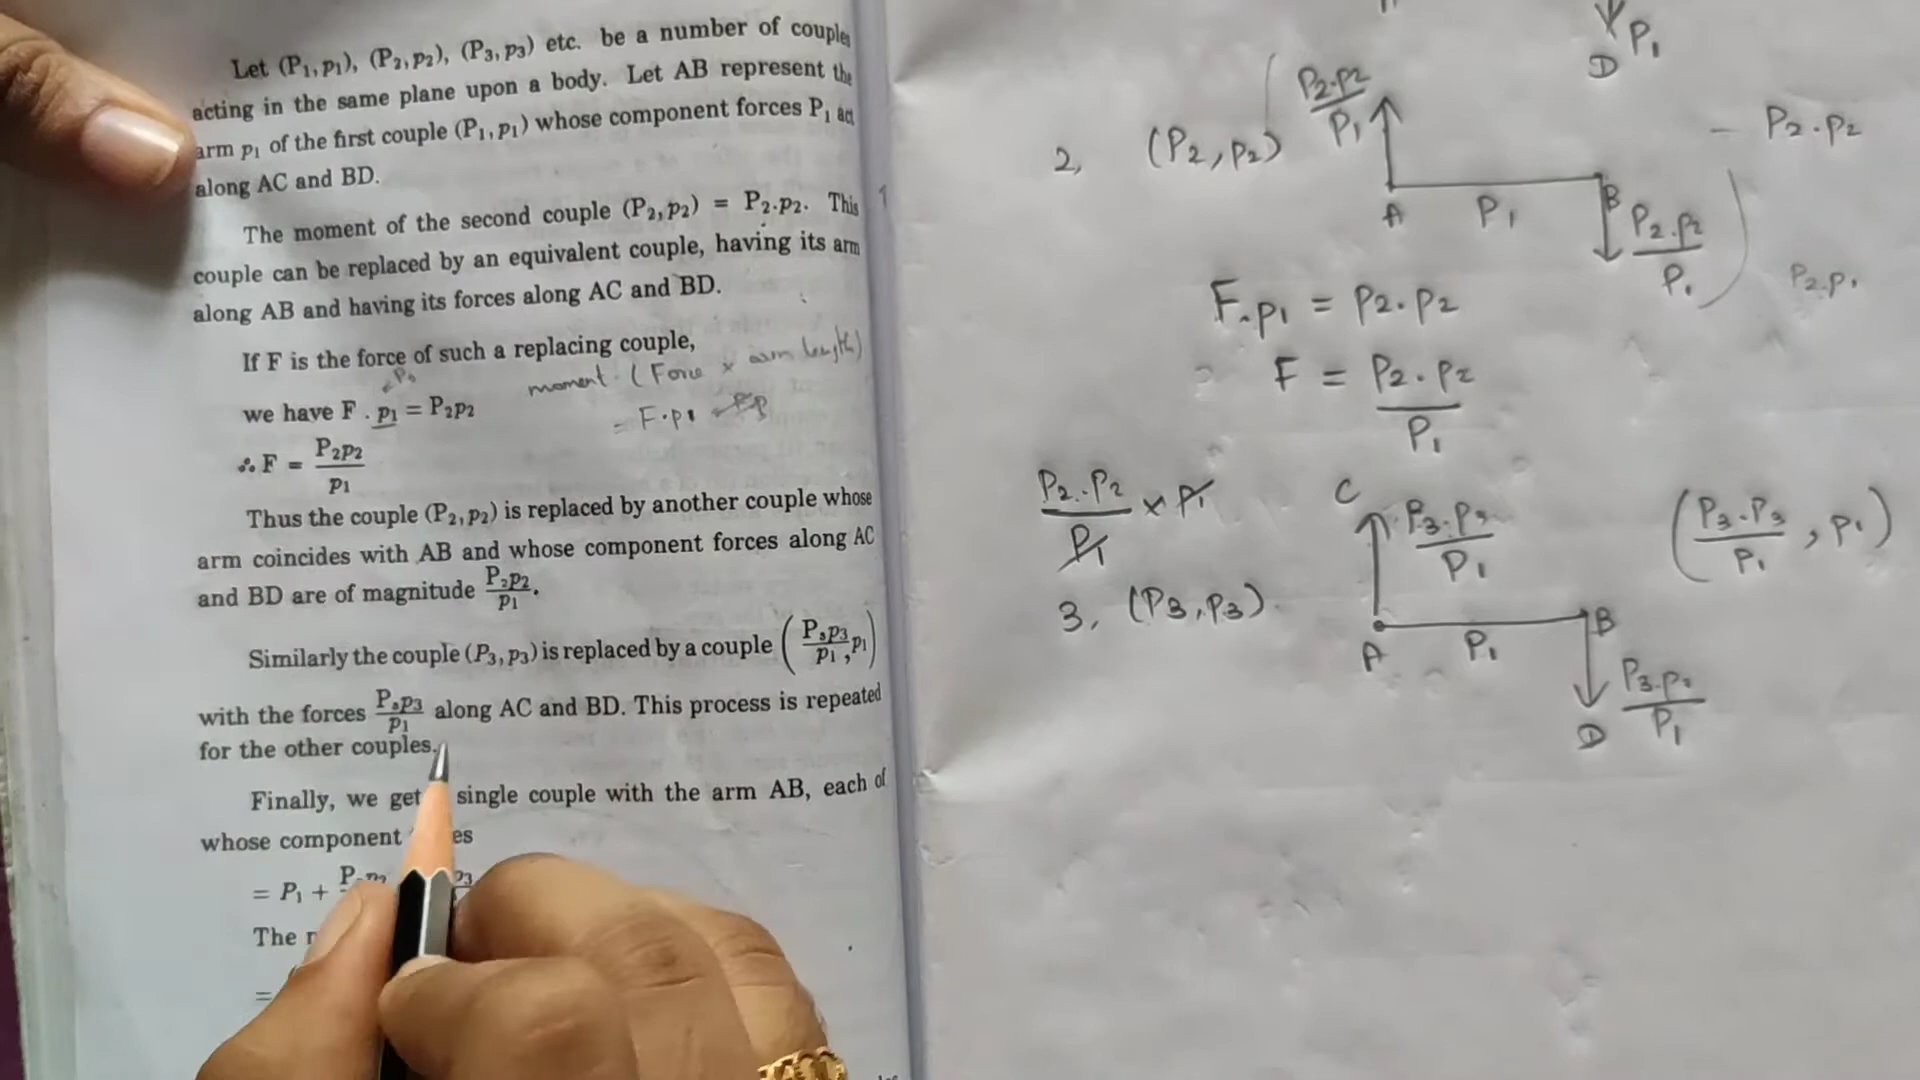 Let (P₁, p₁), (P₂, p₂), (P₃, p₃) etc. be a number of couples
acting in the same plane upon a body. Let AB represent the
arm p₁ of the first couple (P₁, p₁) whose component forces P₁ act
along AC and BD.
The moment of the second couple (P₂, p₂) = P₂.p₂. This
couple can be replaced by an equivalent couple, having its arm
along AB and having its forces along AC and BD.
If F is the force of such a replacing couple,
moment (Force × arm length)
we have F . p₁ = P₂p₂
= F.p₁
∴ F = P₂p₂ / p₁
Thus the couple (P₂, p₂) is replaced by another couple whose
arm coincides with AB and whose component forces along AC
and BD are of magnitude P₂p₂ / p₁.
Similarly the couple (P₃, p₃) is replaced by a couple (P₃p₃ / p₁, p₁)
with the forces P₃p₃ / p₁ along AC and BD. This process is repeated
for the other couples.
Finally, we get single couple with the arm AB, each of
whose component
= P₁ +
The
=
P₁
D
2, (P₂, p₂) P₂.p₂ / P₁
- P₂.p₂
A P₁ B P₂.p₂ / P₁
P₂.p₁
F.p₁ = P₂.p₂
F = P₂.p₂ / P₁
P₂.p₂ / P₁ × P₁
C P₃.p₃ / P₁ (P₃.P₃ / P₁, p₁)
3, (P₃, p₃)
A P₁ B
D P₃.p₃ / P₁